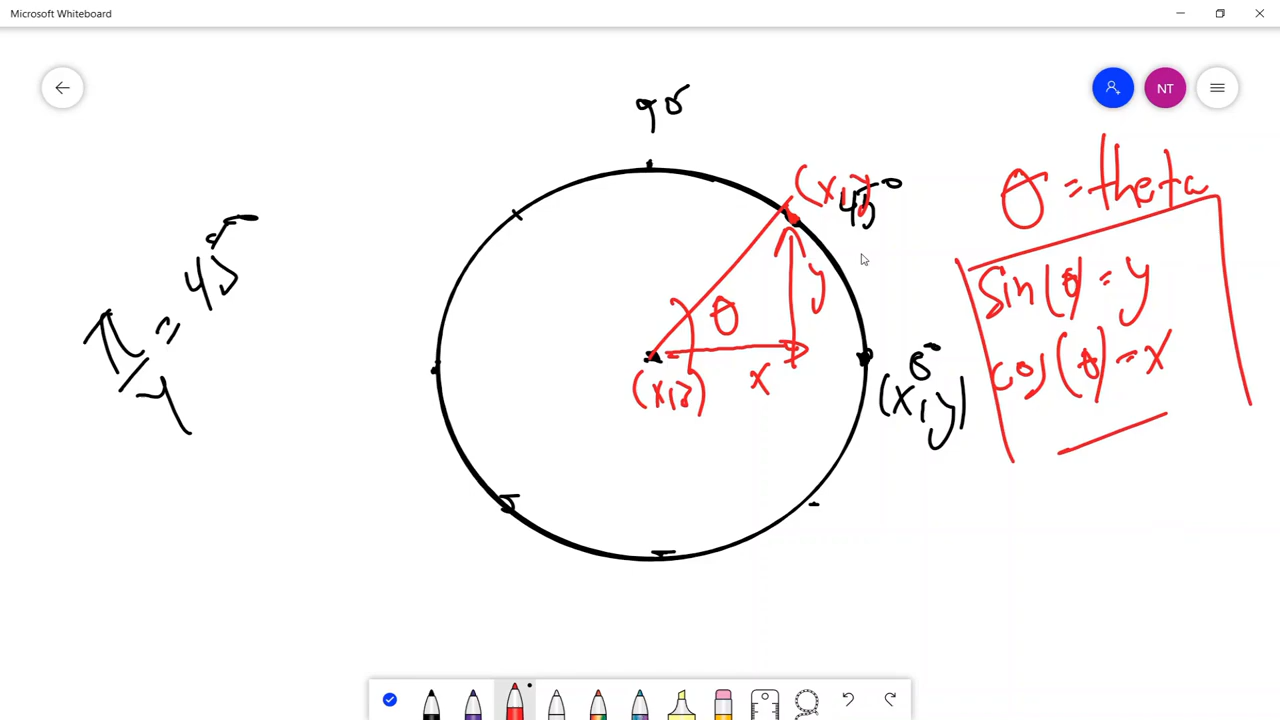 Microsoft Whiteboard
NT
90°
(x,y)
45°
θ = theta
π/4 = 45°
sin(θ) = y
cos(θ) = x
θ
y
x
0°
(x,y)